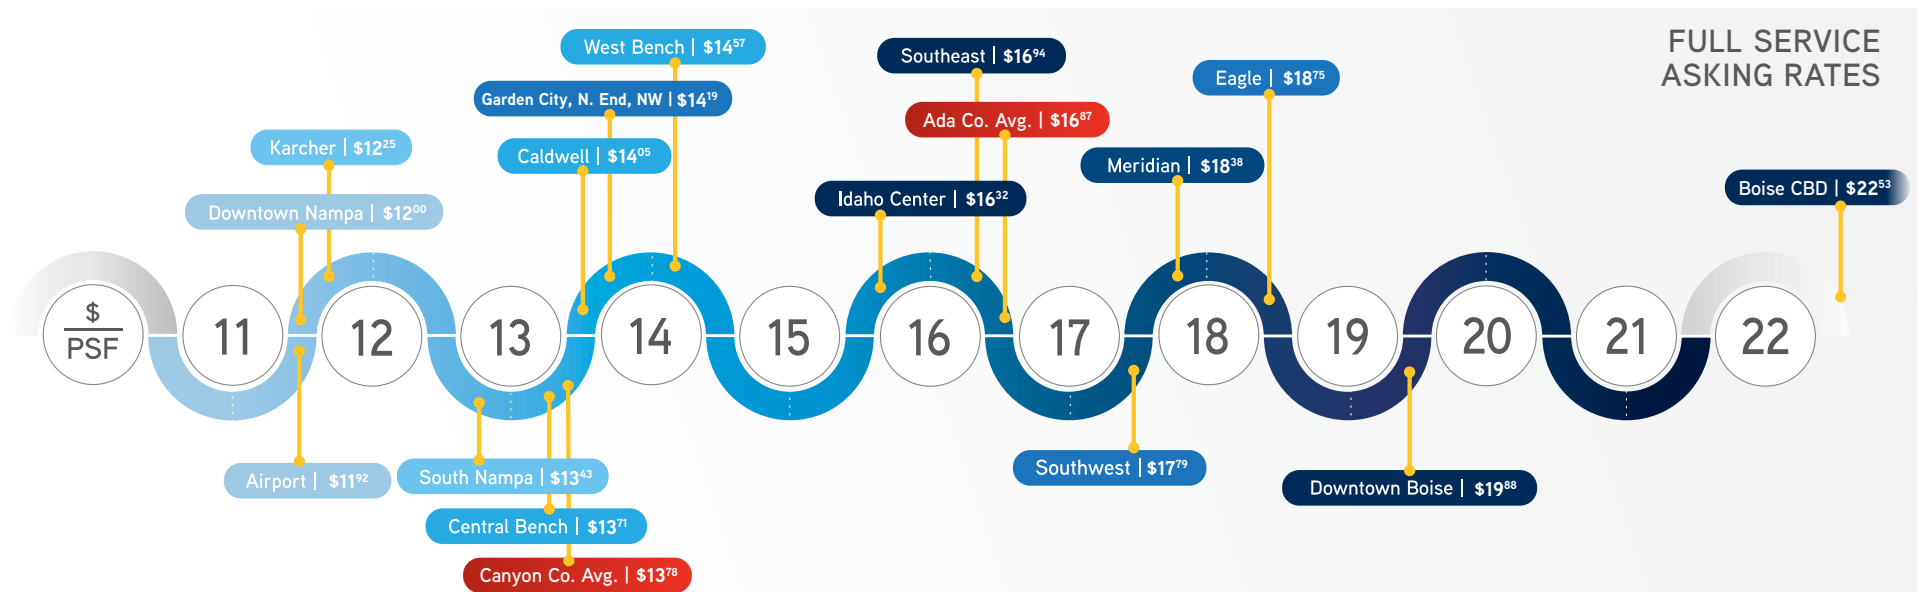 FULL SERVICE
ASKING RATES
West Bench | $14⁵⁷
Southeast | $16⁹⁴
Eagle | $18⁷⁵
Garden City, N. End, NW | $14¹⁹
Ada Co. Avg. | $16⁸⁷
Karcher | $12²⁵
Caldwell | $14⁰⁵
Meridian | $18³⁸
Boise CBD | $22⁵³
Downtown Nampa | $12⁰⁰
Idaho Center | $16³²
$
PSF
11
12
13
14
15
16
17
18
19
20
21
22
Airport | $11⁹²
South Nampa | $13⁴³
Southwest | $17⁷⁹
Downtown Boise | $19⁸⁸
Central Bench | $13⁷¹
Canyon Co. Avg. | $13⁷⁸